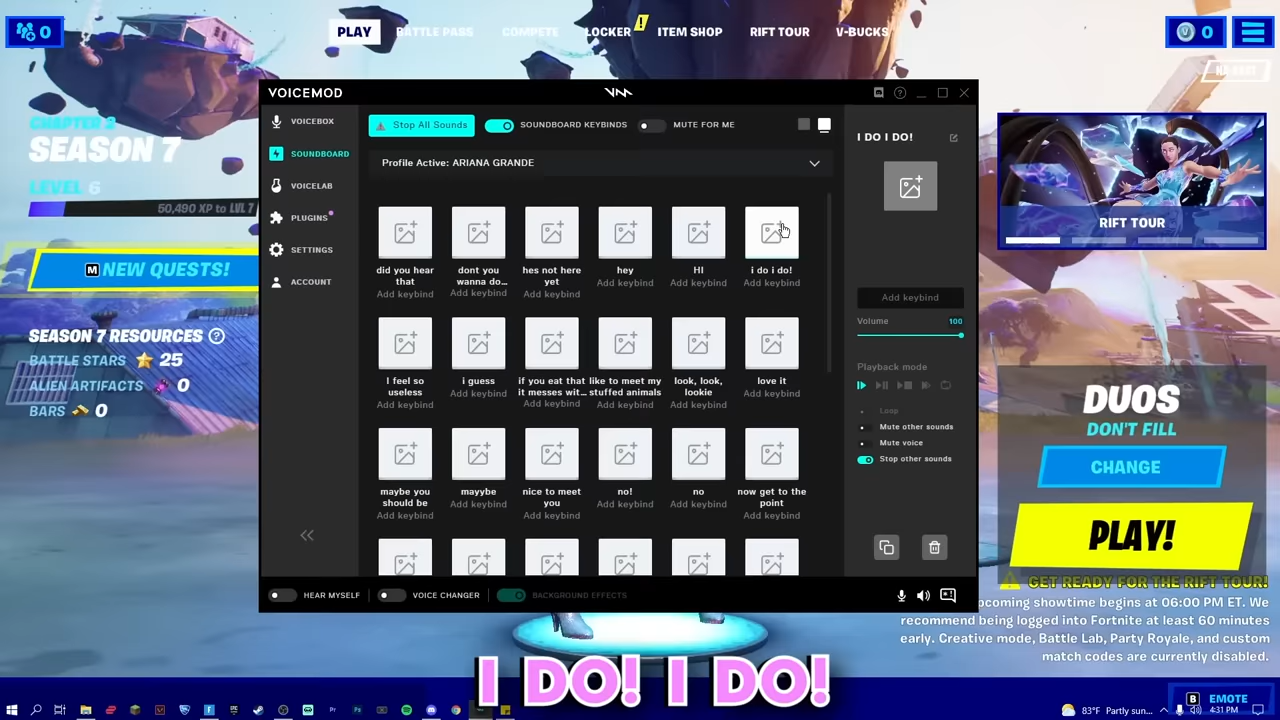 0
PLAY
BATTLE PASS
COMPETE
LOCKER
!
ITEM SHOP
RIFT TOUR
V-BUCKS
V 0
CHAPTER 2
SEASON 7
LEVEL 6
50,490 XP to LVL 7
M NEW QUESTS!
SEASON 7 RESOURCES ?
BATTLE STARS 25
ALIEN ARTIFACTS 0
BARS 0
VOICEMOD
VOICEBOX
SOUNDBOARD
VOICELAB
PLUGINS
SETTINGS
ACCOUNT
Stop All Sounds
SOUNDBOARD KEYBINDS
MUTE FOR ME
Profile Active: ARIANA GRANDE
did you hear
that
Add keybind
dont you
wanna do...
Add keybind
hes not here
yet
Add keybind
hey
Add keybind
HI
Add keybind
i do i do!
Add keybind
I feel so
useless
Add keybind
i guess
Add keybind
if you eat that
it messes wit...
Add keybind
like to meet my
stuffed animals
Add keybind
look, look,
lookie
Add keybind
love it
Add keybind
maybe you
should be
Add keybind
mayybe
Add keybind
nice to meet
you
Add keybind
no!
Add keybind
no
Add keybind
now get to the
point
Add keybind
I DO I DO!
Add keybind
Volume 100
Playback mode
Loop
Mute other sounds
Mute voice
Stop other sounds
HEAR MYSELF
VOICE CHANGER
BACKGROUND EFFECTS
RIFT TOUR
DUOS
DON'T FILL
CHANGE
PLAY!
GET READY FOR THE RIFT TOUR!
pcoming showtime begins at 06:00 PM ET. We
recommend being logged into Fortnite at least 60 minutes
early. Creative mode, Battle Lab, Party Royale, and custom
match codes are currently disabled.
I DO! I DO!
B EMOTE
83°F Partly sun...
4:31 PM